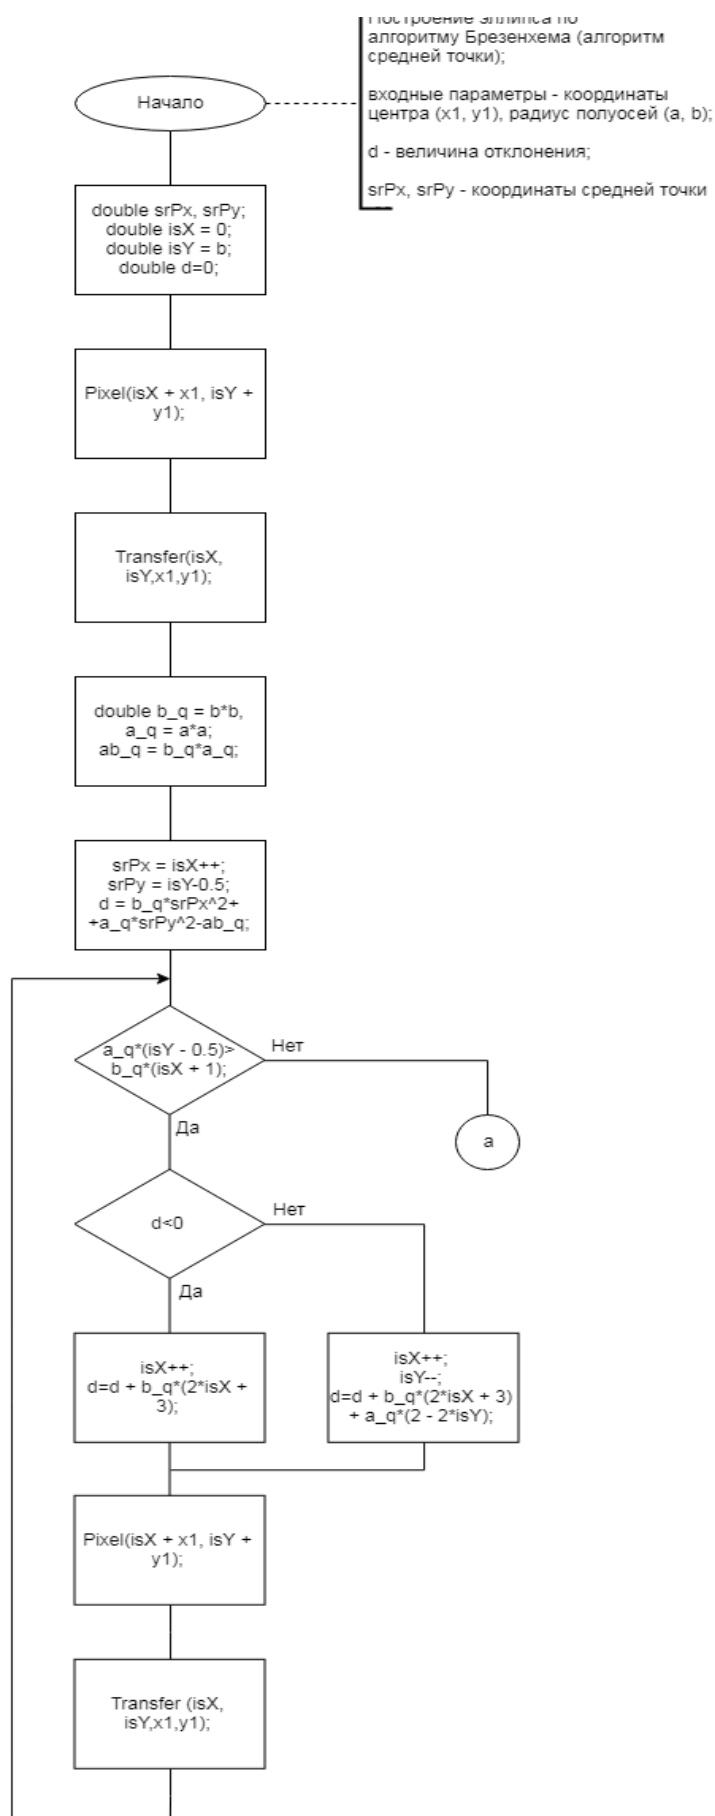 Построение эллипса по
алгоритму Брезенхема (алгоритм
средней точки);
входные параметры - координаты
центра (x1, y1), радиус полуосей (a, b);
d - величина отклонения;
srPx, srPy - координаты средней точки
Начало
double srPx, srPy;
double isX = 0;
double isY = b;
double d=0;
Pixel(isX + x1, isY +
y1);
Transfer(isX,
isY,x1,y1);
double b_q = b*b,
a_q = a*a;
ab_q = b_q*a_q;
srPx = isX++;
srPy = isY-0.5;
d = b_q*srPx^2+
+a_q*srPy^2-ab_q;
a_q*(isY - 0.5)>
b_q*(isX + 1);
Нет
a
Да
d<0
Нет
Да
isX++;
d=d + b_q*(2*isX +
3);
isX++;
isY--;
d=d + b_q*(2*isX + 3)
+ a_q*(2 - 2*isY);
Pixel(isX + x1, isY +
y1);
Transfer (isX,
isY,x1,y1);